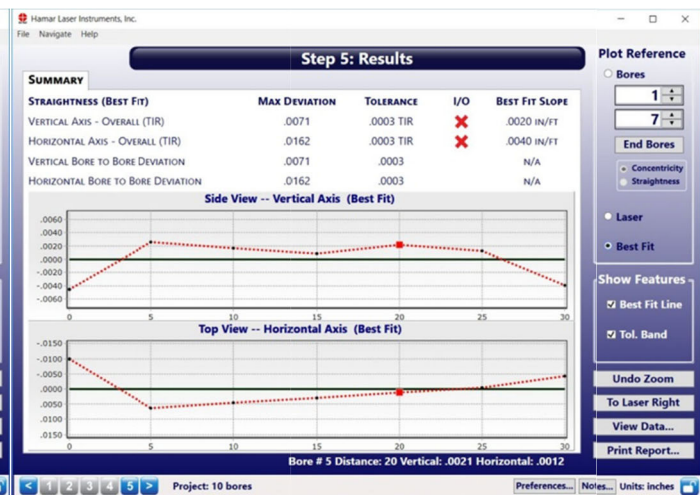 Hamar Laser Instruments, Inc.
File Navigate Help
Step 5: Results
SUMMARY
STRAIGHTNESS (BEST FIT) MAX DEVIATION TOLERANCE I/O BEST FIT SLOPE
VERTICAL AXIS - OVERALL (TIR) .0071 .0003 TIR .0020 IN/FT
HORIZONTAL AXIS - OVERALL (TIR) .0162 .0003 TIR .0040 IN/FT
VERTICAL BORE TO BORE DEVIATION .0071 .0003 N/A
HORIZONTAL BORE TO BORE DEVIATION .0162 .0003 N/A
Side View -- Vertical Axis (Best Fit)
.0060
.0040
.0020
.0000
-.0020
-.0040
-.0060
0 5 10 15 20 25 30
Top View -- Horizontal Axis (Best Fit)
-.0150
-.0100
-.0050
.0000
.0050
.0100
.0150
0 5 10 15 20 25 30
Bore # 5 Distance: 20 Vertical: .0021 Horizontal: .0012
Plot Reference
Bores
1
7
End Bores
Concentricity
Straightness
Laser
Best Fit
Show Features
Best Fit Line
Tol. Band
Undo Zoom
To Laser Right
View Data...
Print Report...
< 1 2 3 4 5 > Project: 10 bores Preferences... Notes... Units: inches